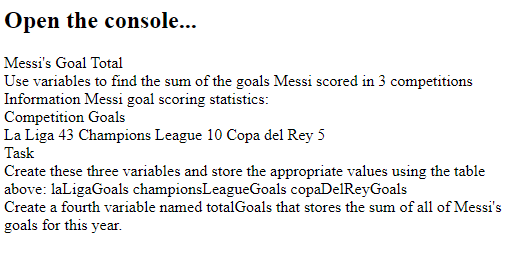 Open the console...
Messi's Goal Total
Use variables to find the sum of the goals Messi scored in 3 competitions
Information Messi goal scoring statistics:
Competition Goals
La Liga 43 Champions League 10 Copa del Rey 5
Task
Create these three variables and store the appropriate values using the table
above: laLigaGoals championsLeagueGoals copaDelReyGoals
Create a fourth variable named totalGoals that stores the sum of all of Messi's
goals for this year.